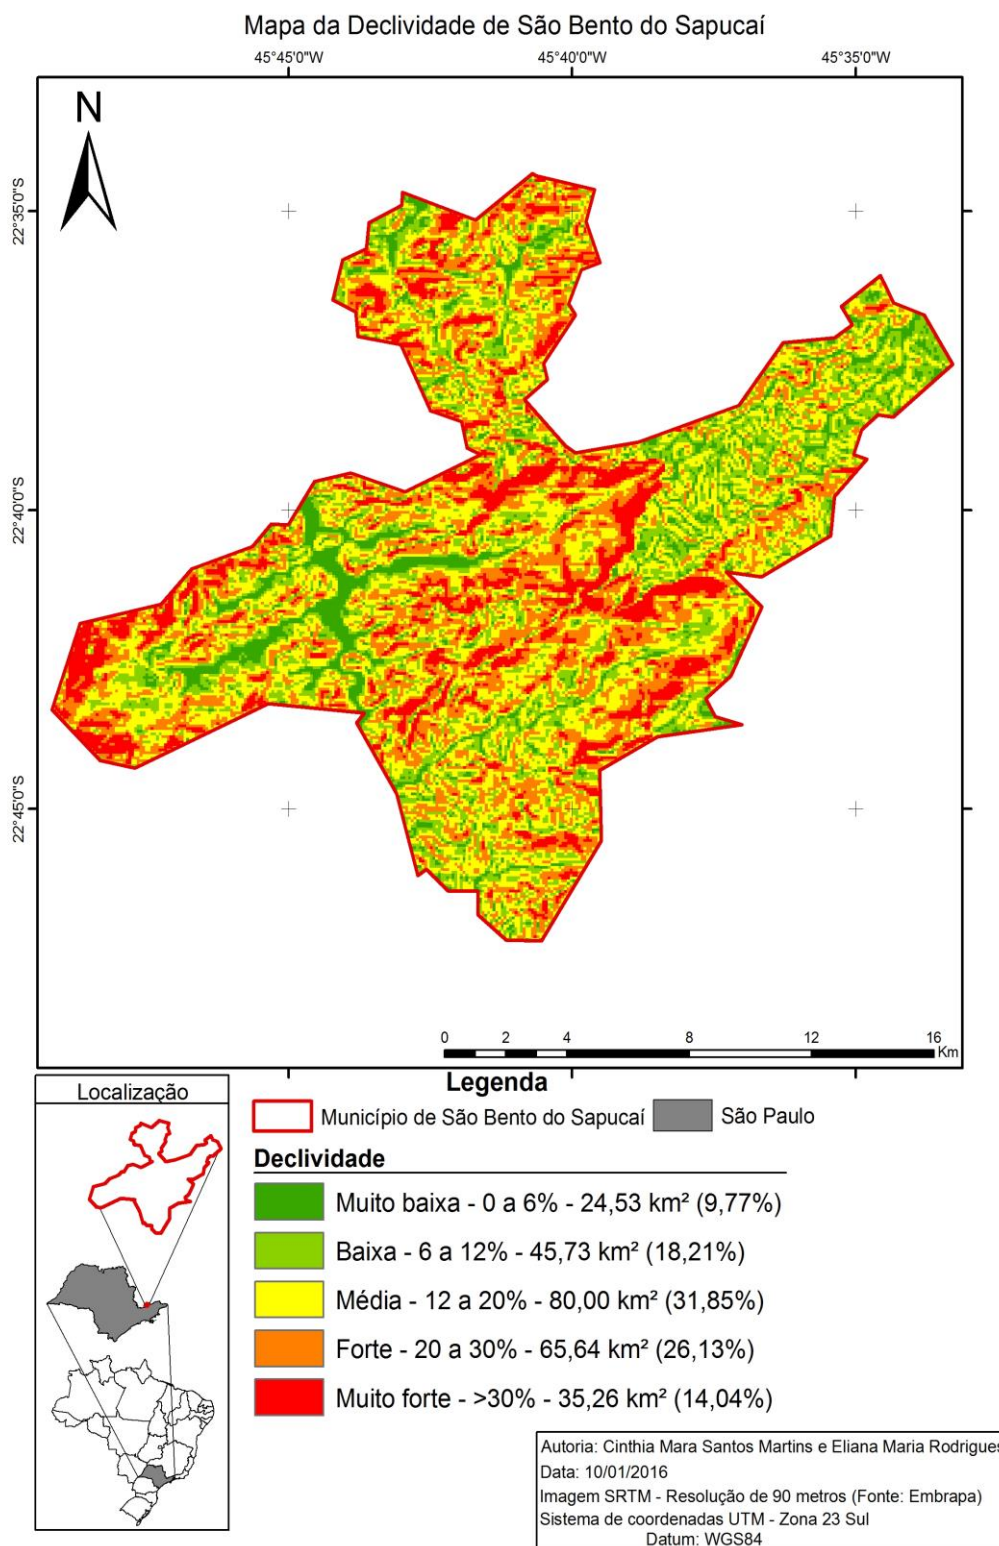 Mapa da Declividade de São Bento do Sapucaí
45°45'0"W 45°40'0"W 45°35'0"W
N
22°35'0"S
22°40'0"S
22°45'0"S
0 2 4 8 12 16
Km
Localização
Legenda
Município de São Bento do Sapucaí São Paulo
Declividade
Muito baixa - 0 a 6% - 24,53 km² (9,77%)
Baixa - 6 a 12% - 45,73 km² (18,21%)
Média - 12 a 20% - 80,00 km² (31,85%)
Forte - 20 a 30% - 65,64 km² (26,13%)
Muito forte - >30% - 35,26 km² (14,04%)
Autoria: Cinthia Mara Santos Martins e Eliana Maria Rodrigues
Data: 10/01/2016
Imagem SRTM - Resolução de 90 metros (Fonte: Embrapa)
Sistema de coordenadas UTM - Zona 23 Sul
Datum: WGS84